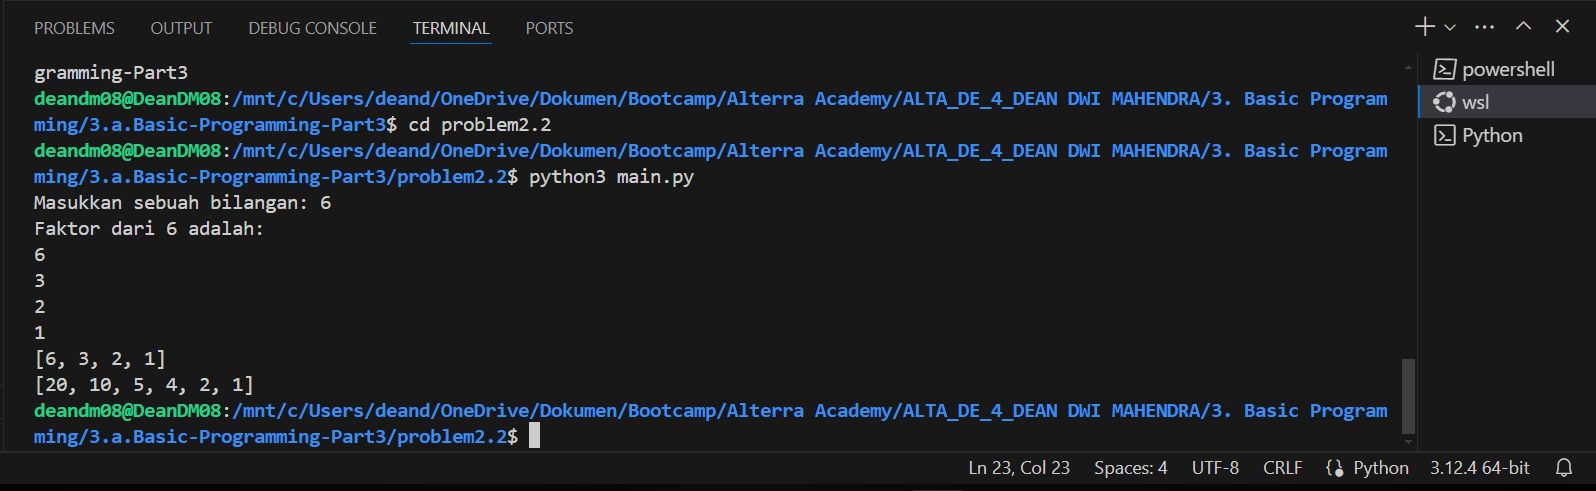 PROBLEMS OUTPUT DEBUG CONSOLE TERMINAL PORTS
gramming-Part3
deandm08@DeanDM08:/mnt/c/Users/deand/OneDrive/Dokumen/Bootcamp/Alterra Academy/ALTA_DE_4_DEAN DWI MAHENDRA/3. Basic Program
ming/3.a.Basic-Programming-Part3$ cd problem2.2
deandm08@DeanDM08:/mnt/c/Users/deand/OneDrive/Dokumen/Bootcamp/Alterra Academy/ALTA_DE_4_DEAN DWI MAHENDRA/3. Basic Program
ming/3.a.Basic-Programming-Part3/problem2.2$ python3 main.py
Masukkan sebuah bilangan: 6
Faktor dari 6 adalah:
6
3
2
1
[6, 3, 2, 1]
[20, 10, 5, 4, 2, 1]
deandm08@DeanDM08:/mnt/c/Users/deand/OneDrive/Dokumen/Bootcamp/Alterra Academy/ALTA_DE_4_DEAN DWI MAHENDRA/3. Basic Program
ming/3.a.Basic-Programming-Part3/problem2.2$
powershell
wsl
Python
Ln 23, Col 23 Spaces: 4 UTF-8 CRLF Python 3.12.4 64-bit